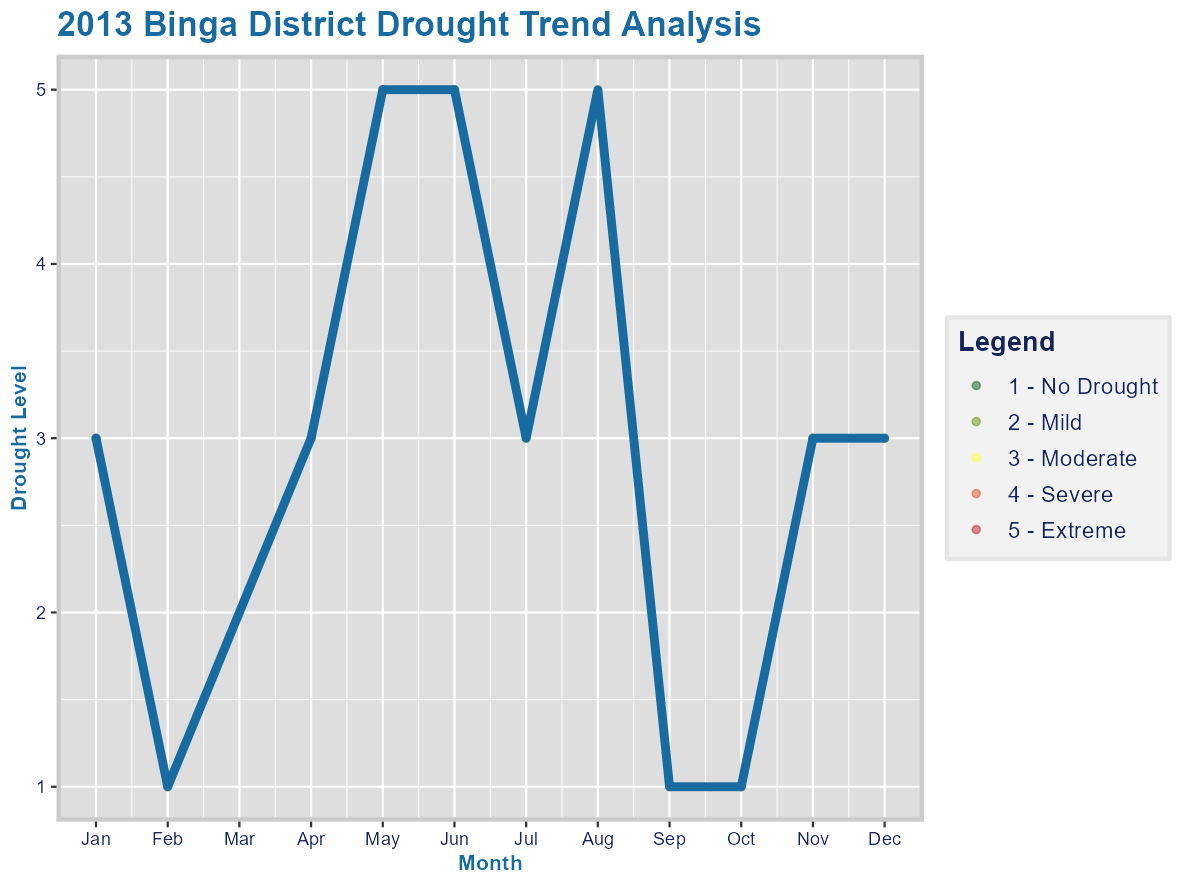 2013 Binga District Drought Trend Analysis
Drought Level
5
4
3
2
1
Jan Feb Mar Apr May Jun Jul Aug Sep Oct Nov Dec
Month
Legend
1 - No Drought
2 - Mild
3 - Moderate
4 - Severe
5 - Extreme